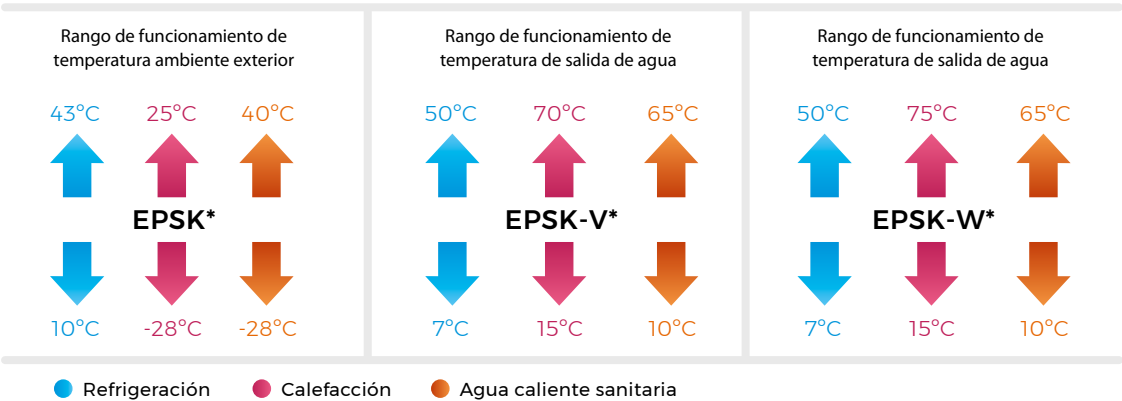 Rango de funcionamiento de
temperatura ambiente exterior
43°C 25°C 40°C
EPSK*
10°C -28°C -28°C
Rango de funcionamiento de
temperatura de salida de agua
50°C 70°C 65°C
EPSK-V*
7°C 15°C 10°C
Rango de funcionamiento de
temperatura de salida de agua
50°C 75°C 65°C
EPSK-W*
7°C 15°C 10°C
Refrigeración Calefacción Agua caliente sanitaria